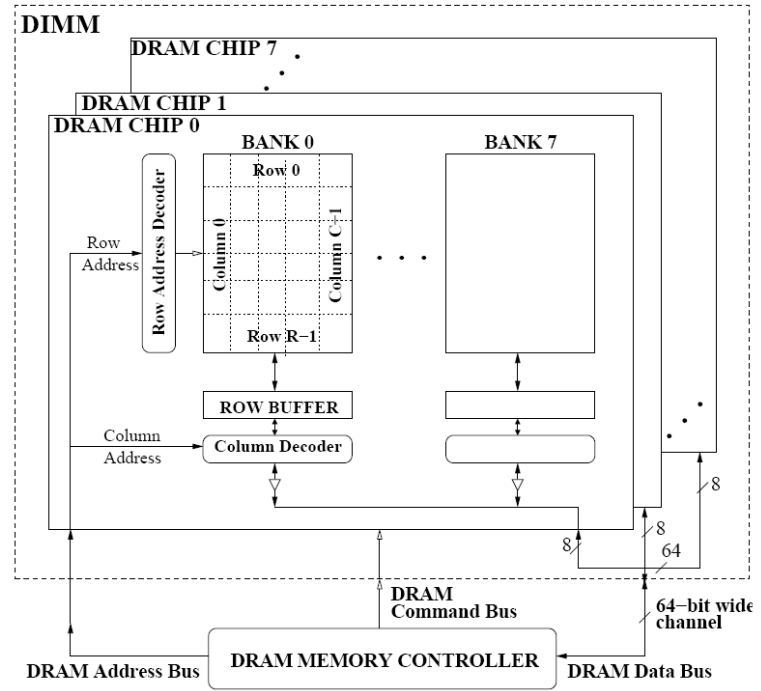 DIMM
DRAM CHIP 7
DRAM CHIP 1
DRAM CHIP 0
BANK 0
BANK 7
Row 0
Row Address Decoder
Column 0
Column C−1
Row
Address
Row R−1
ROW BUFFER
Column
Address
Column Decoder
8
8
8
64
DRAM
Command Bus
64−bit wide
channel
DRAM MEMORY CONTROLLER
DRAM Address Bus
DRAM Data Bus